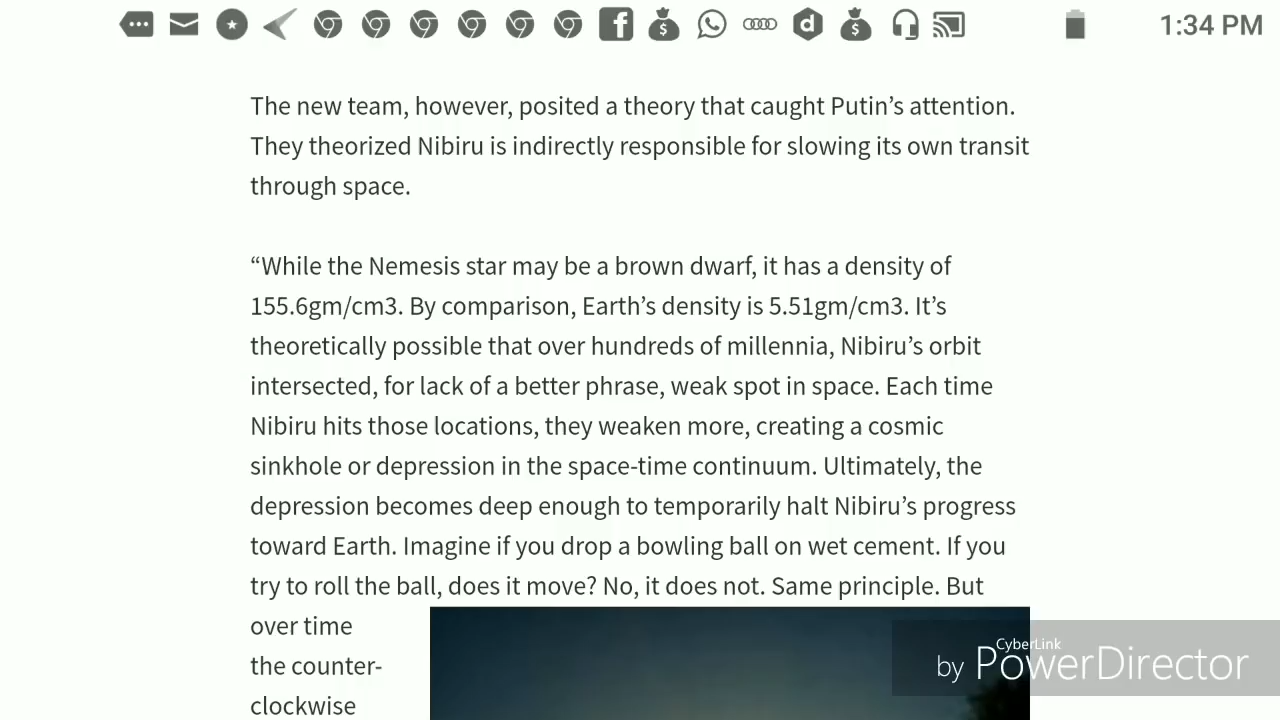 1:34 PM
The new team, however, posited a theory that caught Putin’s attention.
They theorized Nibiru is indirectly responsible for slowing its own transit
through space.
“While the Nemesis star may be a brown dwarf, it has a density of
155.6gm/cm3. By comparison, Earth’s density is 5.51gm/cm3. It’s
theoretically possible that over hundreds of millennia, Nibiru’s orbit
intersected, for lack of a better phrase, weak spot in space. Each time
Nibiru hits those locations, they weaken more, creating a cosmic
sinkhole or depression in the space-time continuum. Ultimately, the
depression becomes deep enough to temporarily halt Nibiru’s progress
toward Earth. Imagine if you drop a bowling ball on wet cement. If you
try to roll the ball, does it move? No, it does not. Same principle. But
over time
the counter-
clockwise
CyberLink
by PowerDirector